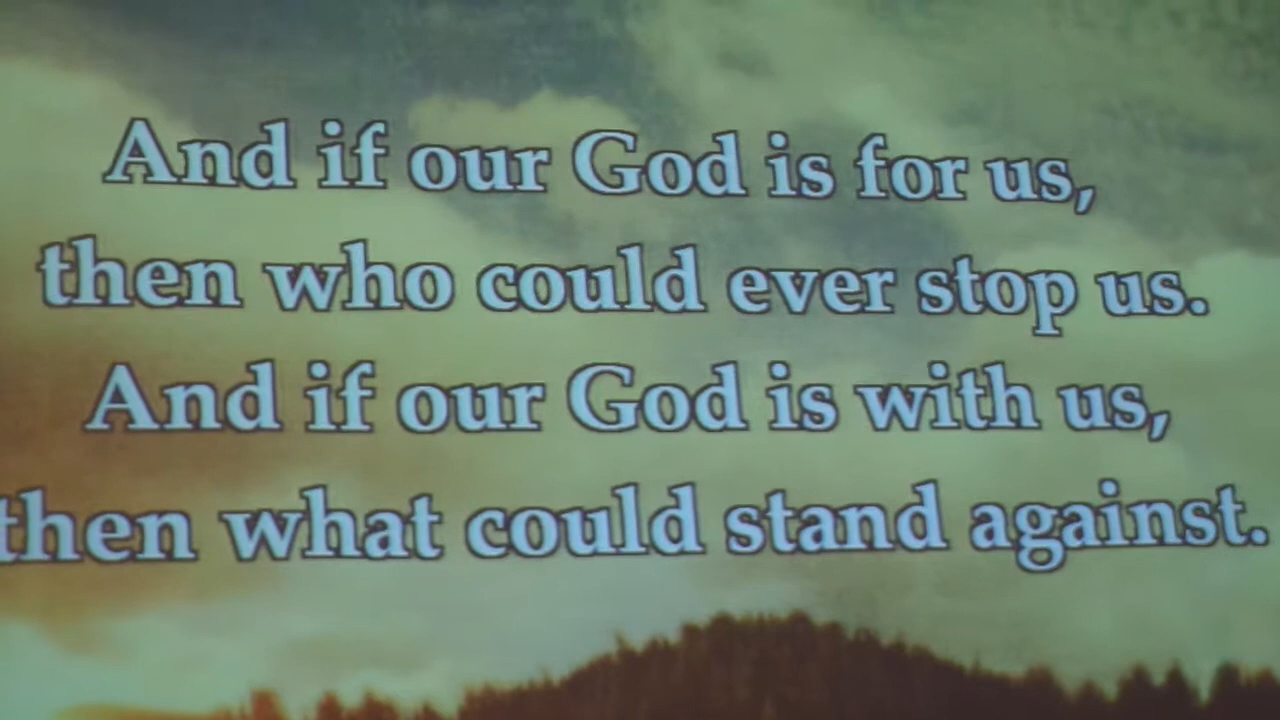 And if our God is for us,
then who could ever stop us.
And if our God is with us,
then what could stand against.